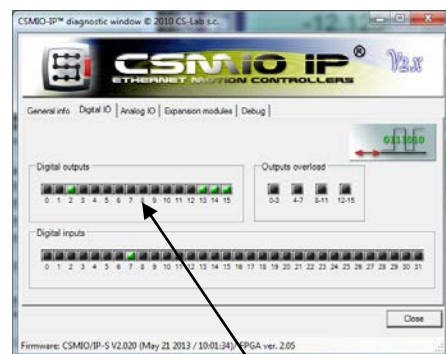 CSMIO-IP™ diagnostic window © 2010 CS-Lab s.c.
-12.12
CSMIO IP® V2.x
ETHERNET MOTION CONTROLLERS
General info Digital IO Analog IO Expansion modules Debug
0111010
Digital outputs Outputs overload
0 1 2 3 4 5 6 7 8 9 10 11 12 13 14 15 0-3 4-7 8-11 12-15
Digital inputs
0 1 2 3 4 5 6 7 8 9 10 11 12 13 14 15 16 17 18 19 20 21 22 23 24 25 26 27 28 29 30 31
Close
Firmware: CSMIO/IP-S V2.020 (May 21 2013 / 10:01:34)/ FPGA ver. 2.05